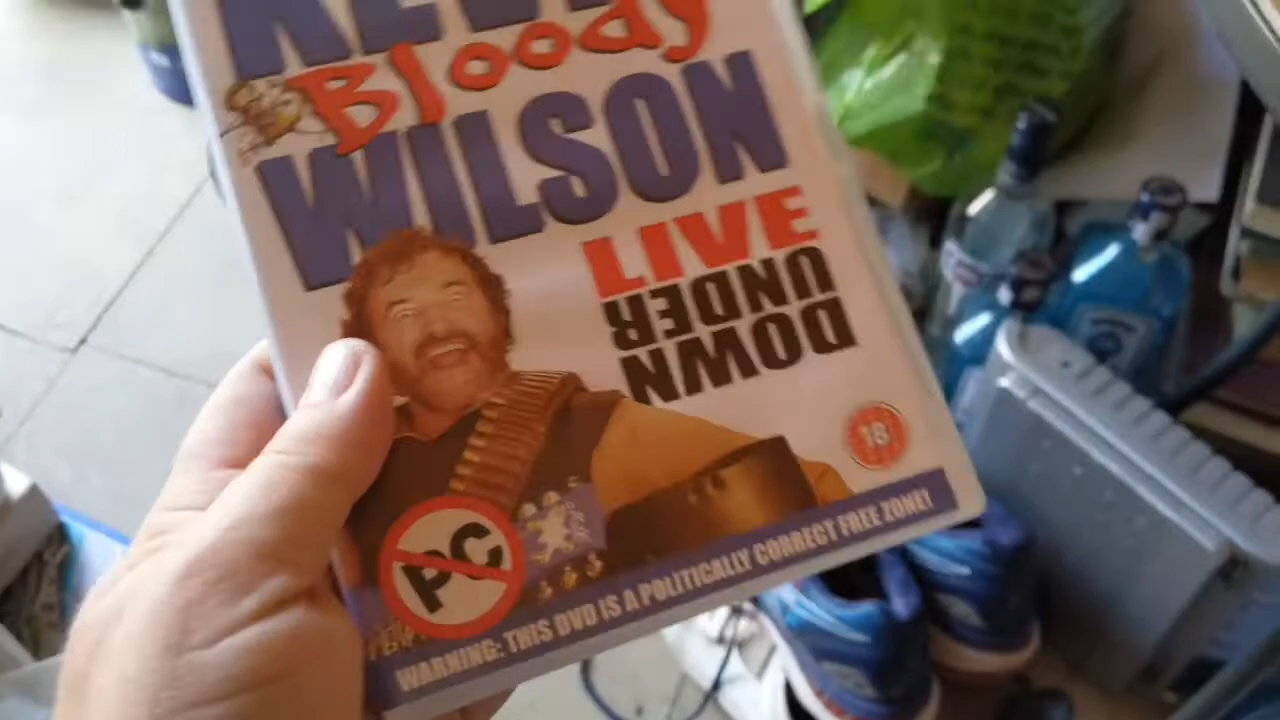 Bloody
WILSON
LIVE
DOWN
UNDER
18
PC
WARNING: THIS DVD IS A POLITICALLY CORRECT FREE ZONE!